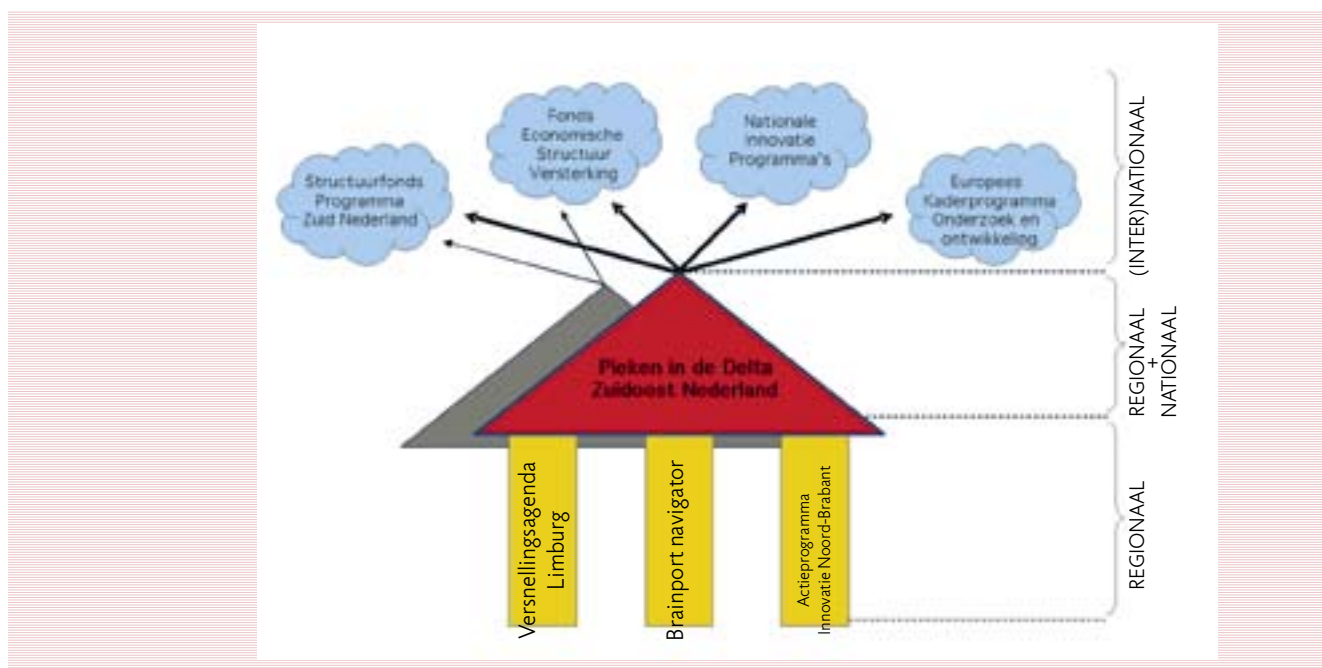 Structuurfonds
Programma
Zuid Nederland
Fonds
Economische
Structuur
Versterking
Nationale
Innovatie
Programma's
Europees
Kaderprogramma
Onderzoek en
ontwikkeling
(INTER)NATIONAAL
Pieken in de Delta
Zuidoost Nederland
REGIONAAL
+
NATIONAAL
Versnellingsagenda
Limburg
Brainport navigator
Actieprogramma
Innovatie Noord-Brabant
REGIONAAL